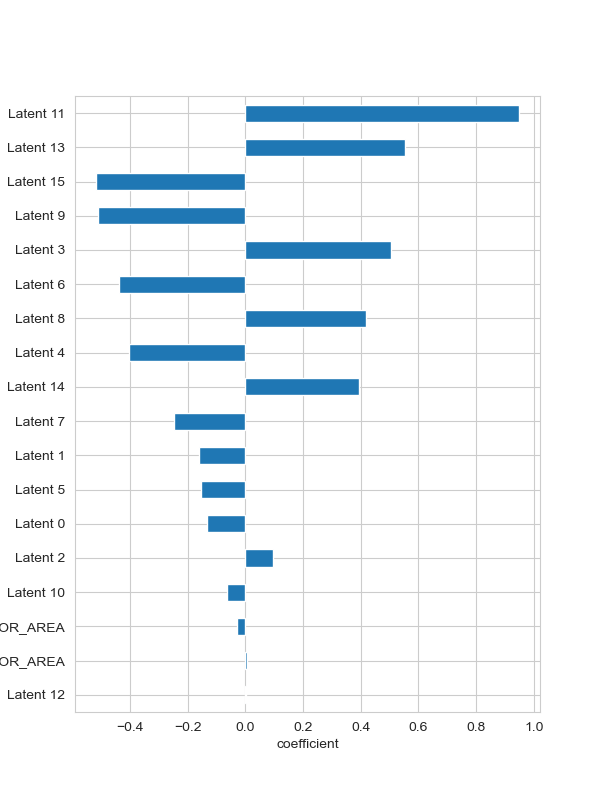 Latent 11
Latent 13
Latent 15
Latent 9
Latent 3
Latent 6
Latent 8
Latent 4
Latent 14
Latent 7
Latent 1
Latent 5
Latent 0
Latent 2
Latent 10
OR_AREA
OR_AREA
Latent 12
−0.4 −0.2 0.0 0.2 0.4 0.6 0.8 1.0
coefficient